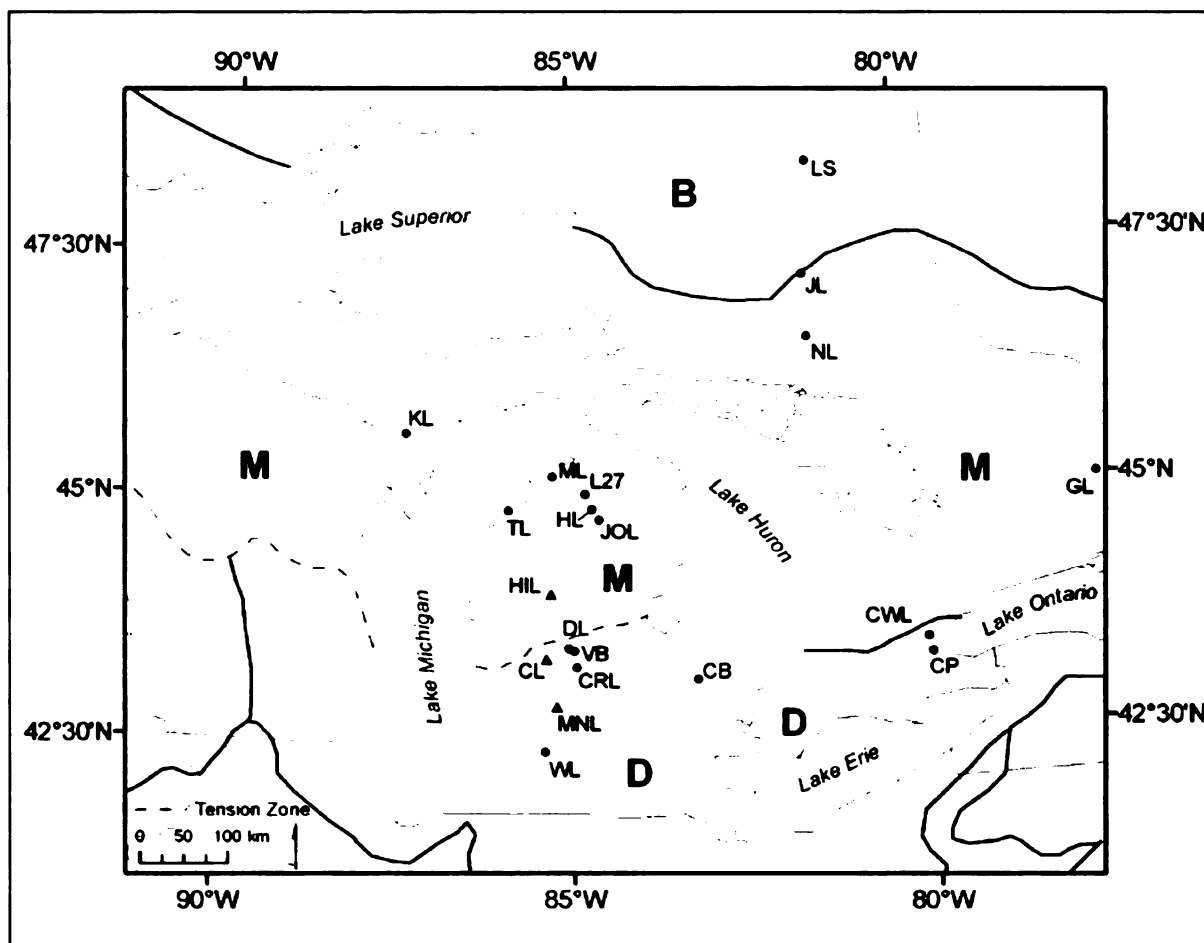 90°W 85°W 80°W
LS
B
Lake Superior
47°30'N 47°30'N
JL
NL
KL
M ML M
L27 GL
45°N 45°N
HL
TL JOL
Lake Huron
HIL M
Lake Michigan
CWL Lake Ontario
DL
VB CP
CL CRL CB
MNL D
42°30'N 42°30'N
WL D Lake Erie
Tension Zone
0 50 100 km
90°W 85°W 80°W